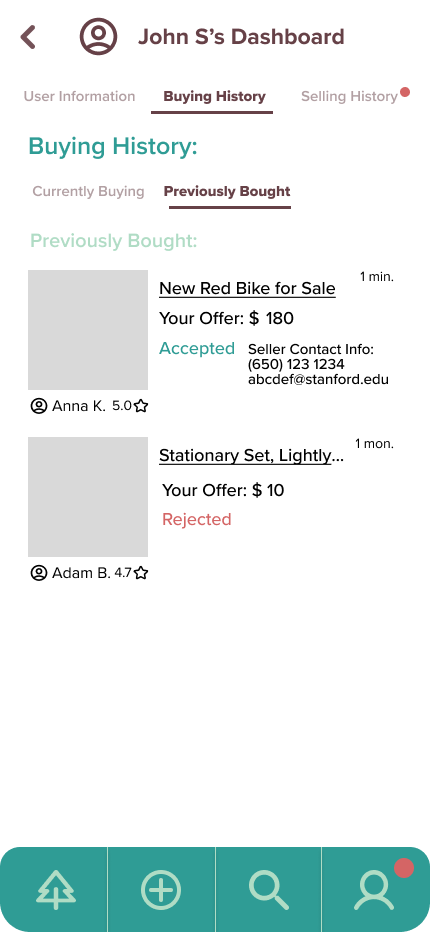 John S’s Dashboard
User Information Buying History Selling History
Buying History:
Currently Buying Previously Bought
Previously Bought:
1 min.
New Red Bike for Sale
Your Offer: $ 180
Accepted
Seller Contact Info:
(650) 123 1234
abcdef@stanford.edu
Anna K. 5.0
1 mon.
Stationary Set, Lightly...
Your Offer: $ 10
Rejected
Adam B. 4.7